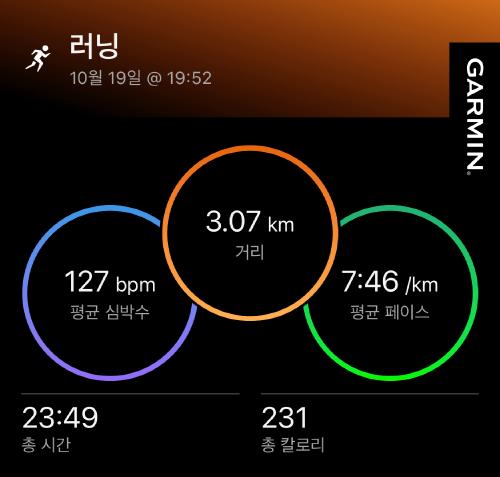 러닝
10월 19일 @ 19:52
GARMIN
3.07 km
거리
127 bpm
평균 심박수
7:46 /km
평균 페이스
23:49
총 시간
231
총 칼로리